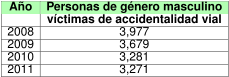 Año Personas de género masculino víctimas de accidentalidad vial
2008 3,977
2009 3,679
2010 3,281
2011 3,271